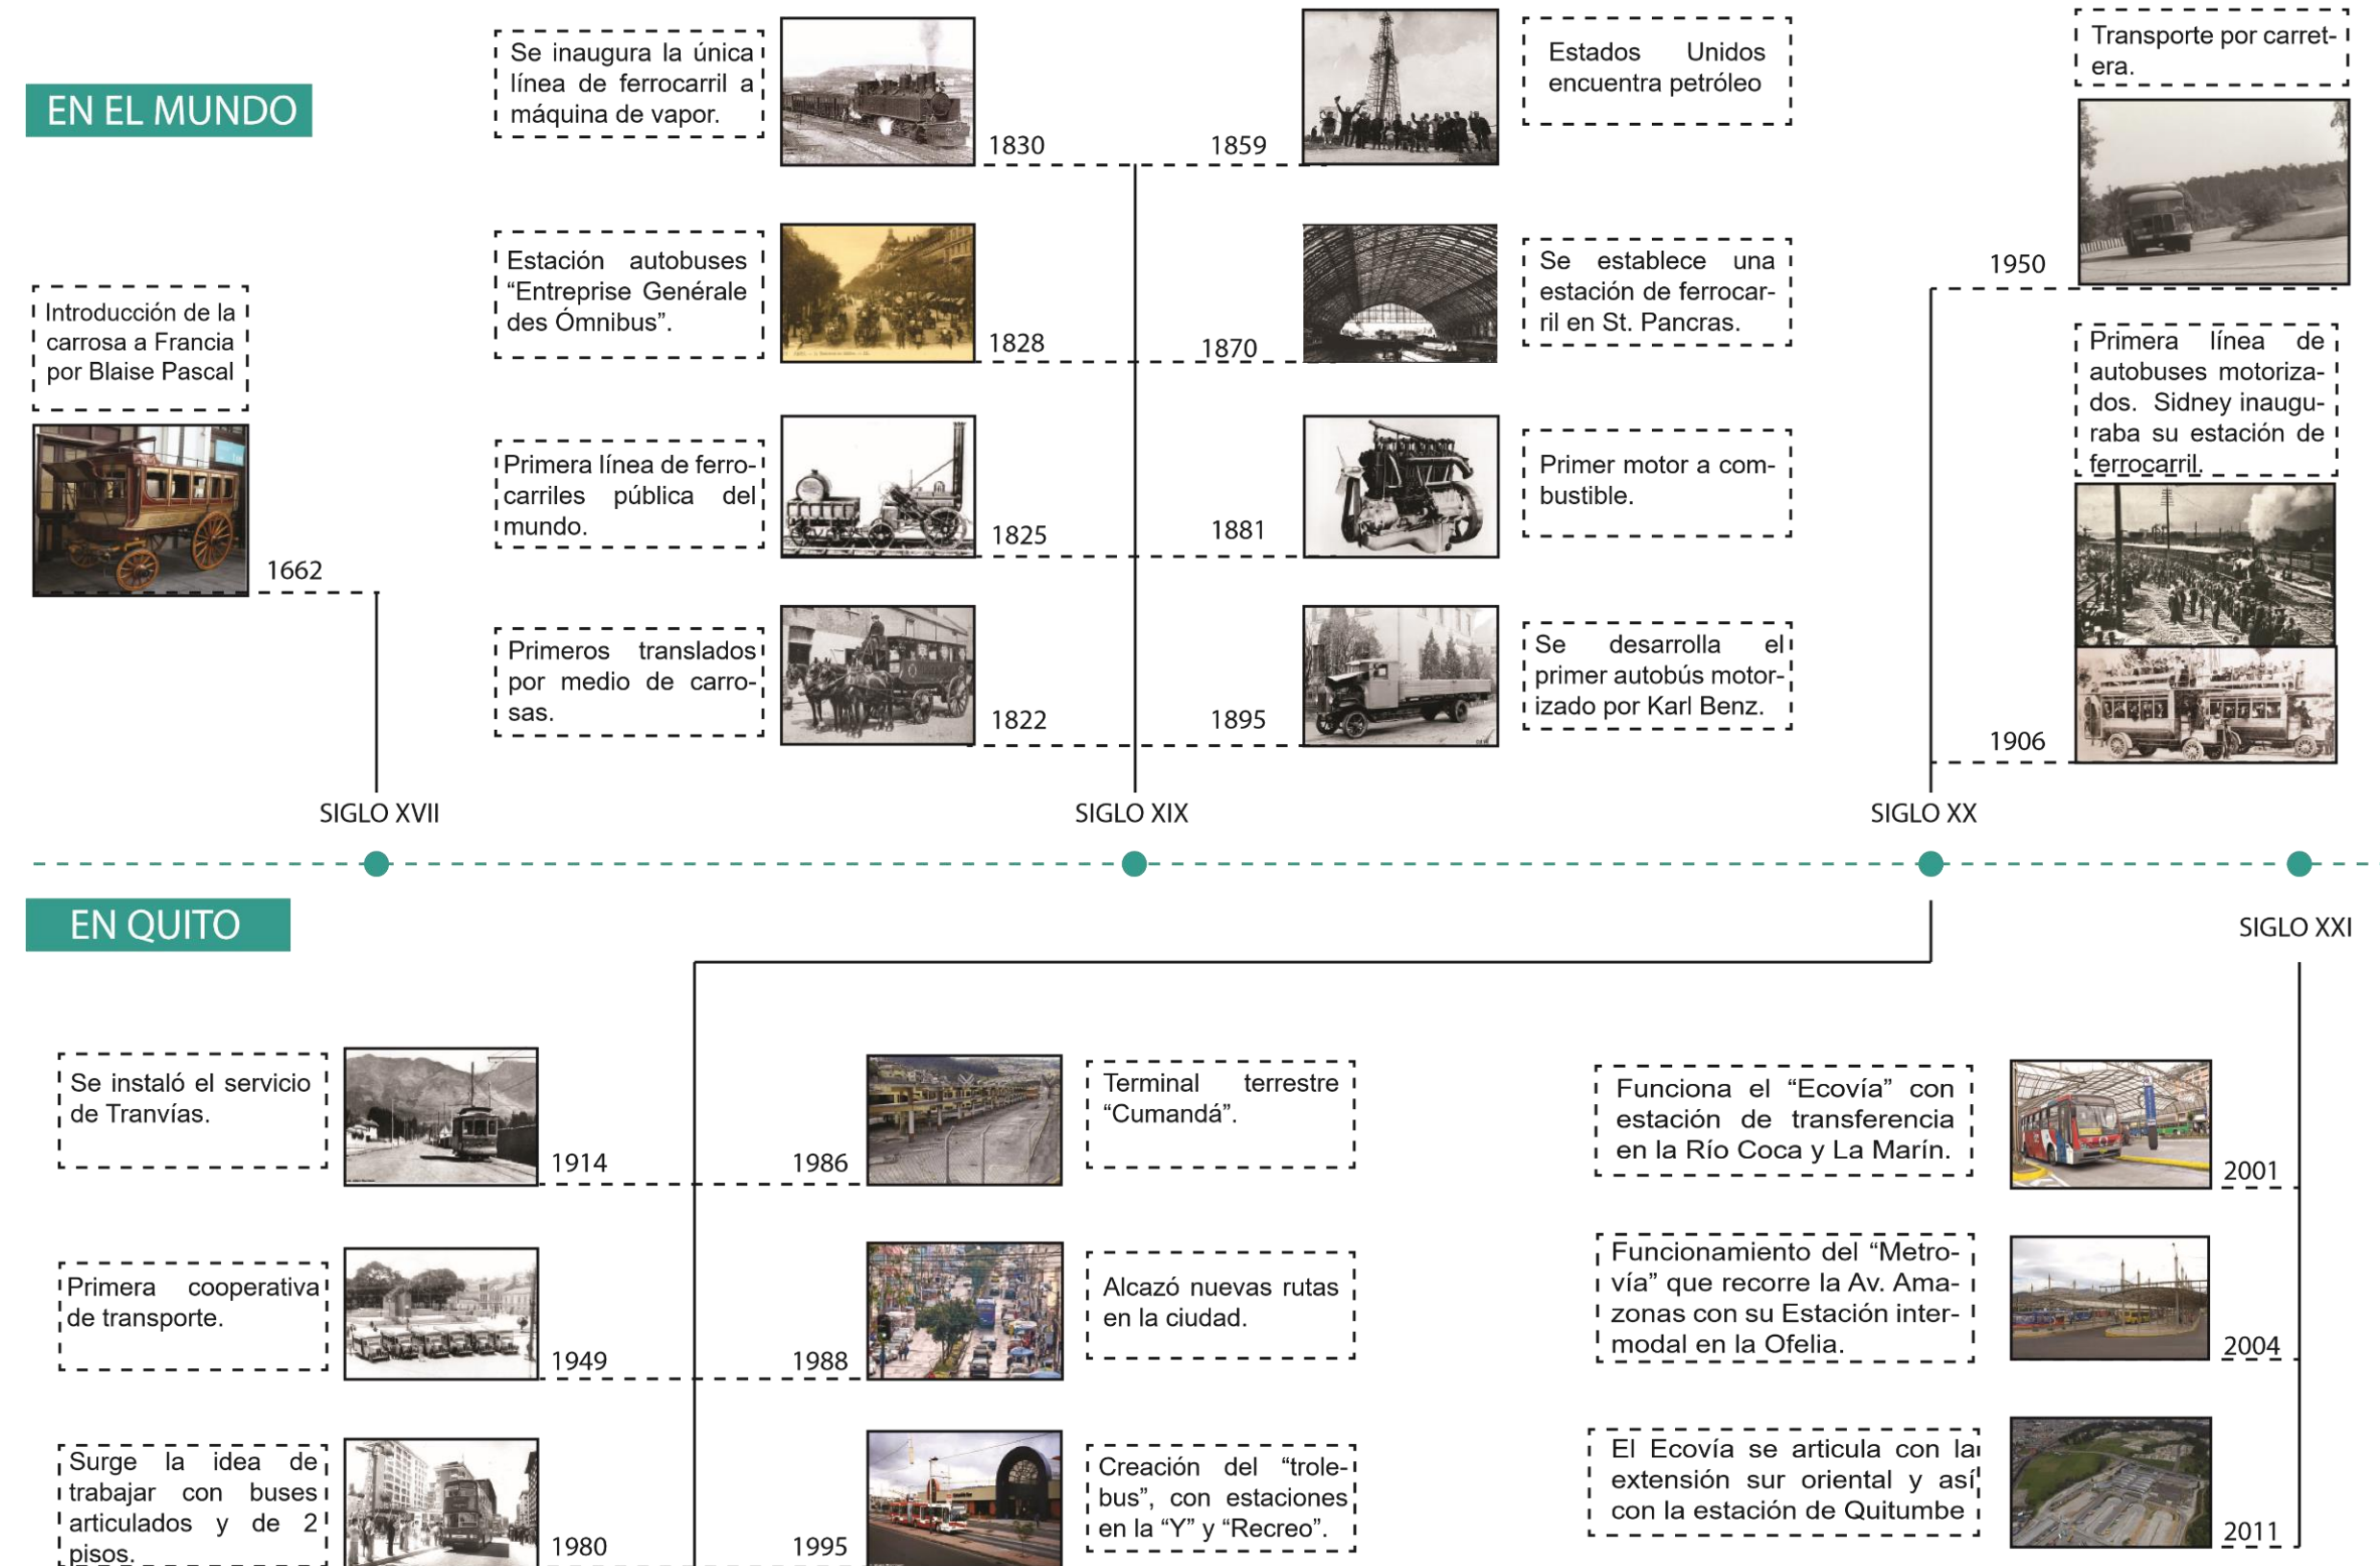 EN EL MUNDO
Introducción de la
carrosa a Francia
por Blaise Pascal
1662
SIGLO XVII
Se inaugura la única
línea de ferrocarril a
máquina de vapor.
1830
Estación autobuses
“Entreprise Genérale
des Ómnibus”.
1828
Primera línea de ferro-
carriles pública del
mundo.
1825
Primeros translados
por medio de carro-
sas.
1822
1859
Estados Unidos
encuentra petróleo
1870
Se establece una
estación de ferrocar-
ril en St. Pancras.
1881
Primer motor a com-
bustible.
1895
Se desarrolla el
primer autobús motor-
izado por Karl Benz.
SIGLO XIX
Transporte por carret-
era.
1950
Primera línea de
autobuses motoriza-
dos. Sidney inaugu-
raba su estación de
ferrocarril.
1906
SIGLO XX
EN QUITO
SIGLO XXI
Se instaló el servicio
de Tranvías.
1914
Primera cooperativa
de transporte.
1949
Surge la idea de
trabajar con buses
articulados y de 2
pisos.
1980
1986
Terminal terrestre
“Cumandá”.
1988
Alcazó nuevas rutas
en la ciudad.
1995
Creación del “trole-
bus”, con estaciones
en la “Y” y “Recreo”.
Funciona el “Ecovía” con
estación de transferencia
en la Río Coca y La Marín.
2001
Funcionamiento del “Metro-
vía” que recorre la Av. Ama-
zonas con su Estación inter-
modal en la Ofelia.
2004
El Ecovía se articula con la
extensión sur oriental y así
con la estación de Quitumbe
2011